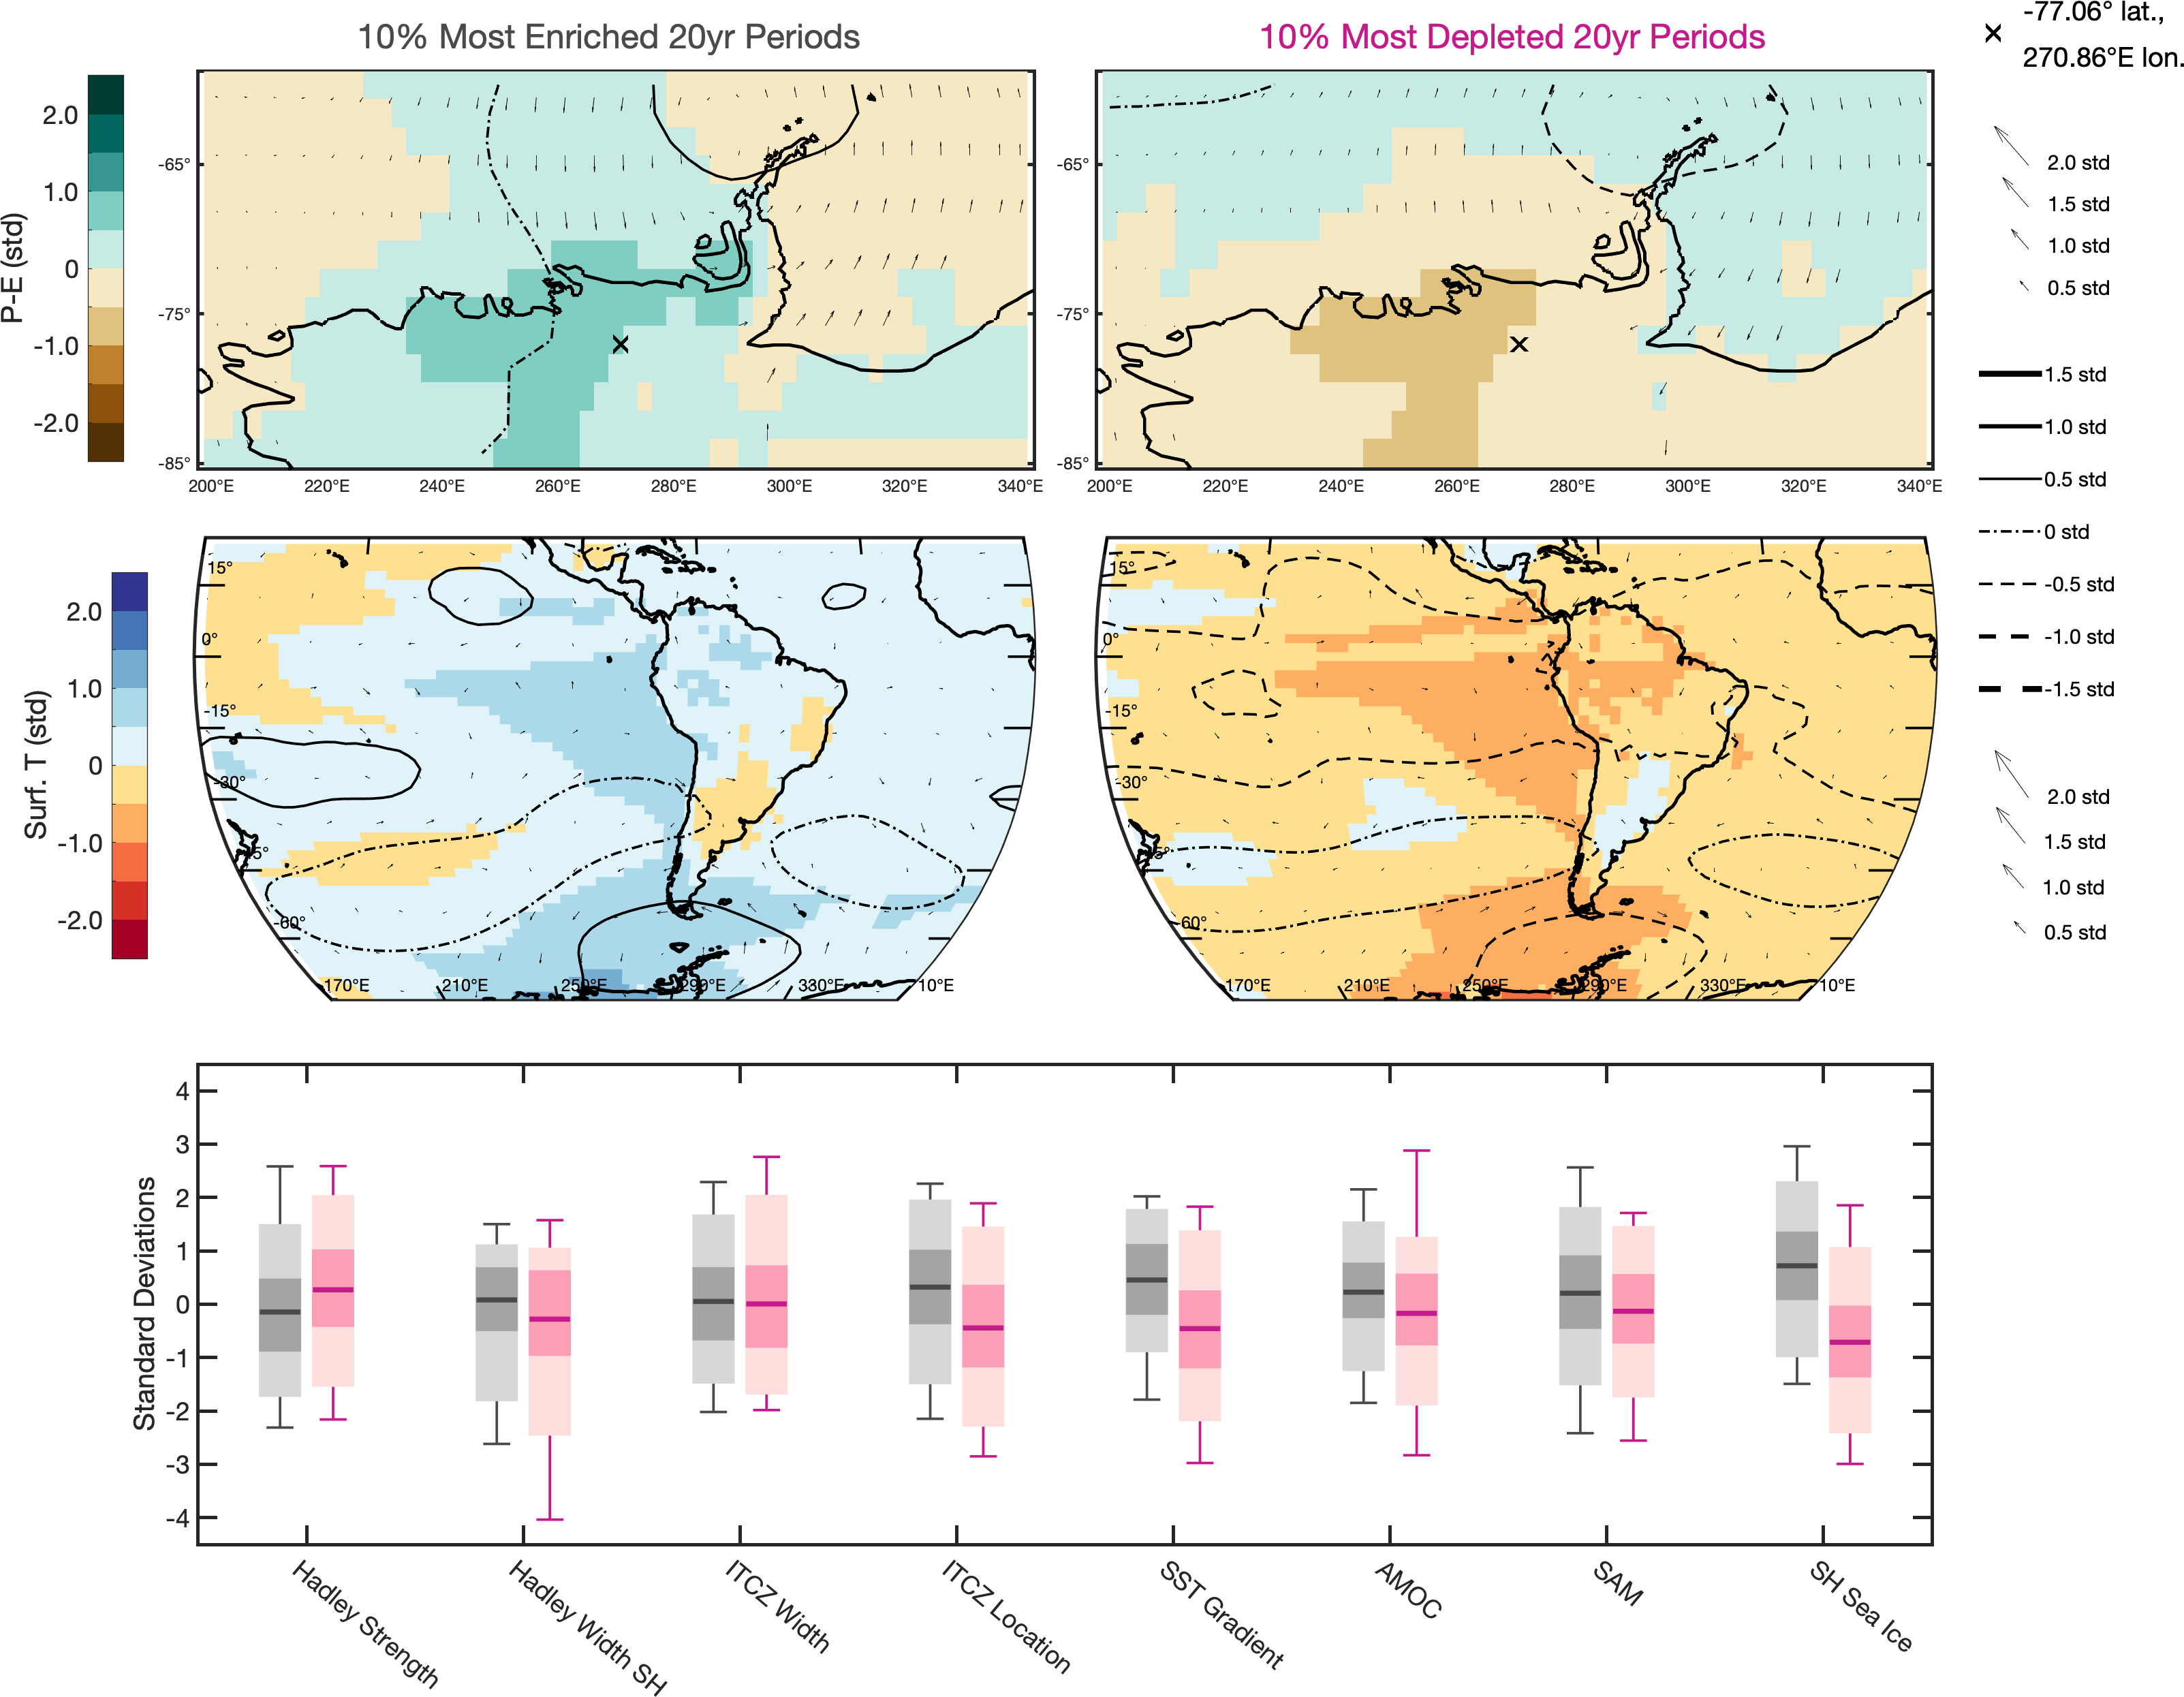 10% Most Enriched 20yr Periods
10% Most Depleted 20yr Periods
-77.06° lat.,
270.86°E lon.
P-E (std)
2.0
1.0
0
-1.0
-2.0
-65°
-75°
-85°
200°E 220°E 240°E 260°E 280°E 300°E 320°E 340°E
-65°
-75°
-85°
200°E 220°E 240°E 260°E 280°E 300°E 320°E 340°E
2.0 std
1.5 std
1.0 std
0.5 std
1.5 std
1.0 std
0.5 std
0 std
-0.5 std
-1.0 std
-1.5 std
Surf. T (std)
2.0
1.0
0
-1.0
-2.0
15°
0°
-15°
-30°
-60°
170°E 210°E 250°E 290°E 330°E 10°E
15°
0°
-15°
-30°
-60°
170°E 210°E 250°E 290°E 330°E 10°E
2.0 std
1.5 std
1.0 std
0.5 std
Standard Deviations
4
3
2
1
0
-1
-2
-3
-4
Hadley Strength
Hadley Width SH
ITCZ Width
ITCZ Location
SST Gradient
AMOC
SAM
SH Sea Ice